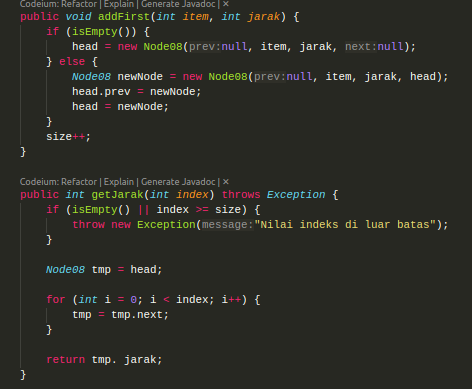 Codeium: Refactor | Explain | Generate Javadoc | ✕
public void addFirst(int item, int jarak) {
if (isEmpty()) {
head = new Node08(prev:null, item, jarak, next:null);
} else {
Node08 newNode = new Node08(prev:null, item, jarak, head);
head.prev = newNode;
head = newNode;
}
size++;
}
Codeium: Refactor | Explain | Generate Javadoc | ✕
public int getJarak(int index) throws Exception {
if (isEmpty() || index >= size) {
throw new Exception(message:"Nilai indeks di luar batas");
}
Node08 tmp = head;
for (int i = 0; i < index; i++) {
tmp = tmp.next;
}
return tmp. jarak;
}